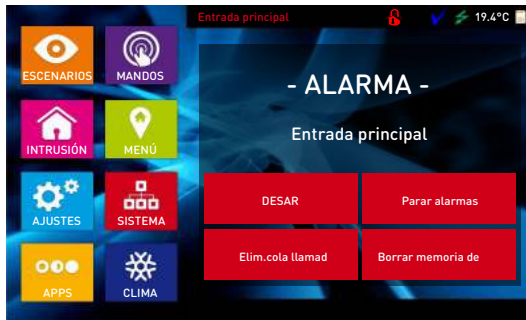 Entrada principal
19.4°C
ESCENARIOS
MANDOS
- ALARMA -
Entrada principal
INTRUSIÓN
MENÚ
DESAR
Parar alarmas
AJUSTES
SISTEMA
Elim.cola llamad
Borrar memoria de
APPS
CLIMA